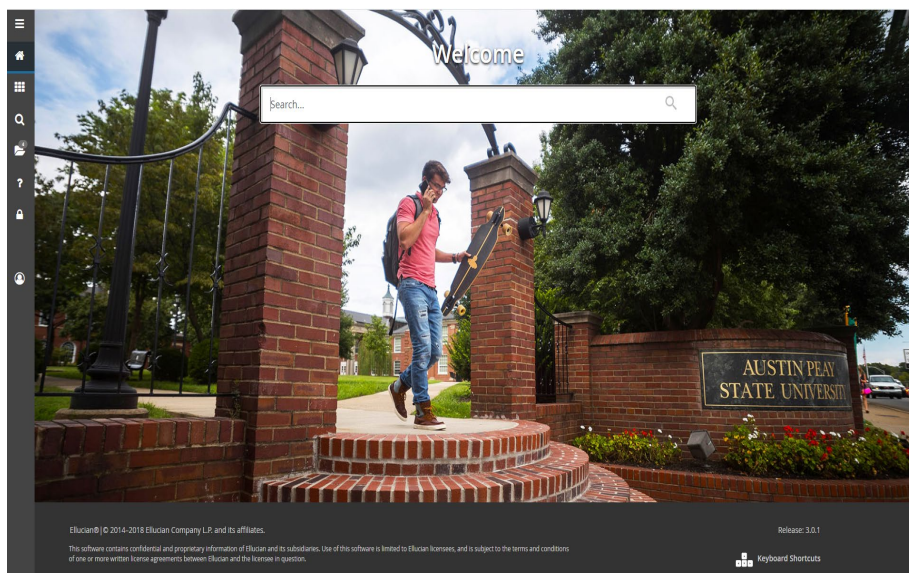 Welcome
Search...
?
AUSTIN PEAY
STATE UNIVERSIT
Ellucian®|© 2014-2018 Ellucian Company L.P. and its affiliates.
Release: 3.0.1
This software contains confidential and proprietary information of Ellucian and its subsidiaries. Use of this software is limited to Ellucian licensees, and is subject to the terms and conditions
of one or more written license agreements between Ellucian and the licensee in question.
Keyboard Shortcuts